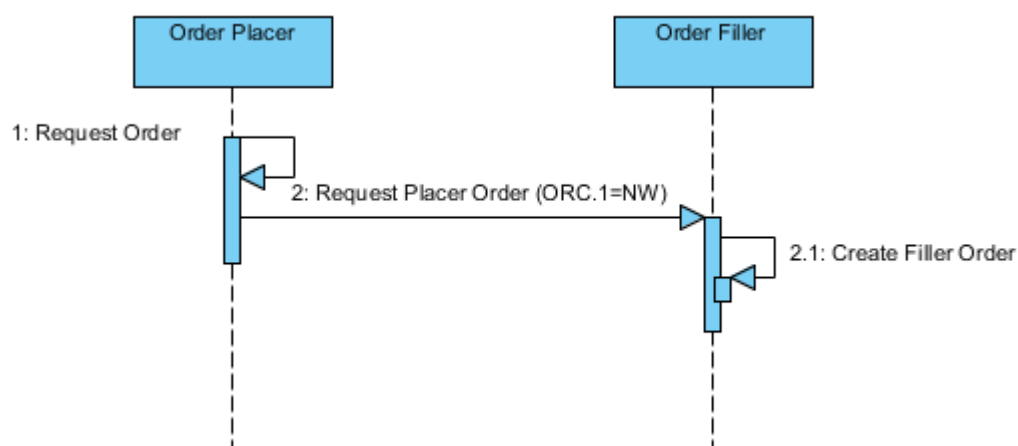 Order Placer
Order Filler
1: Request Order
2: Request Placer Order (ORC.1=NW)
2.1: Create Filler Order